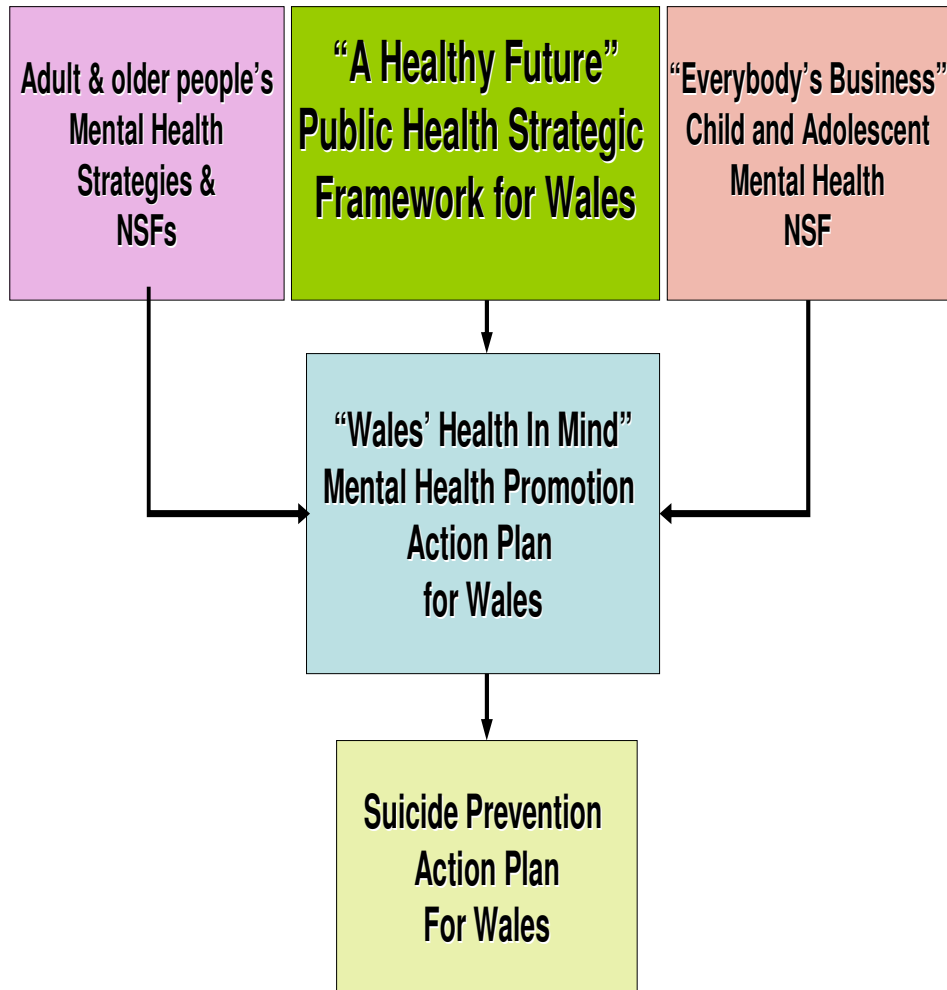 Adult & older people’s
Mental Health
Strategies &
NSFs
“A Healthy Future”
Public Health Strategic
Framework for Wales
“Everybody’s Business”
Child and Adolescent
Mental Health
NSF
“Wales’ Health In Mind”
Mental Health Promotion
Action Plan
for Wales
Suicide Prevention
Action Plan
For Wales